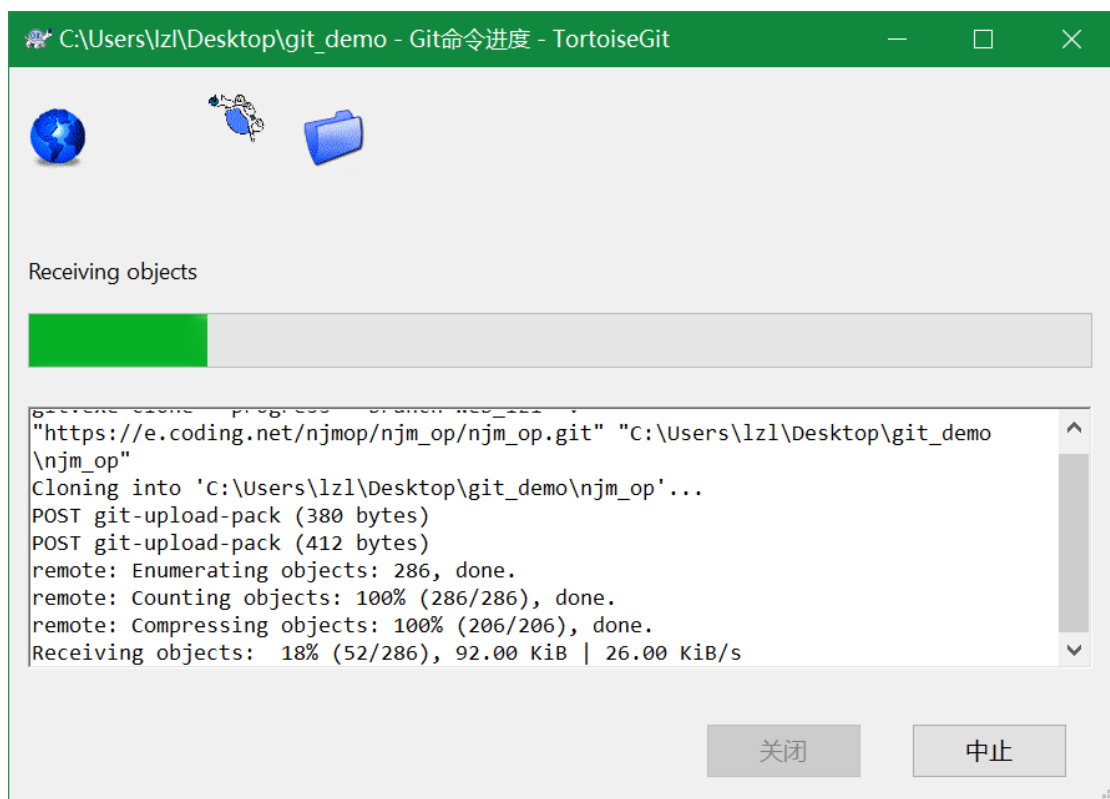 C:\Users\lzl\Desktop\git_demo - Git命令进度 - TortoiseGit
Receiving objects
"https://e.coding.net/njmop/njm_op/njm_op.git" "C:\Users\lzl\Desktop\git_demo
\njm_op"
Cloning into 'C:\Users\lzl\Desktop\git_demo\njm_op'...
POST git-upload-pack (380 bytes)
POST git-upload-pack (412 bytes)
remote: Enumerating objects: 286, done.
remote: Counting objects: 100% (286/286), done.
remote: Compressing objects: 100% (206/206), done.
Receiving objects:  18% (52/286), 92.00 KiB | 26.00 KiB/s
关闭
中止